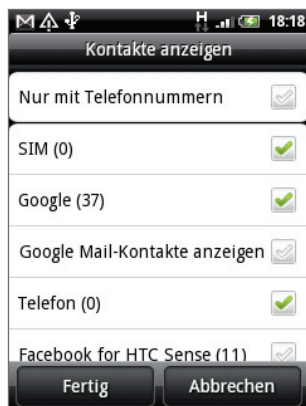 H 18:18
Kontakte anzeigen
Nur mit Telefonnummern
SIM (0)
Google (37)
Google Mail-Kontakte anzeigen
Telefon (0)
Facebook for HTC Sense (11)
Fertig Abbrechen